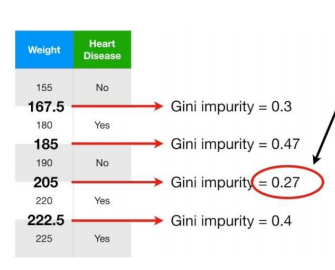 Weight Heart Disease
155 No
167.5 Gini impurity = 0.3
180 Yes
185 Gini impurity = 0.47
190 No
205 Gini impurity = 0.27
220 Yes
222.5 Gini impurity = 0.4
225 Yes